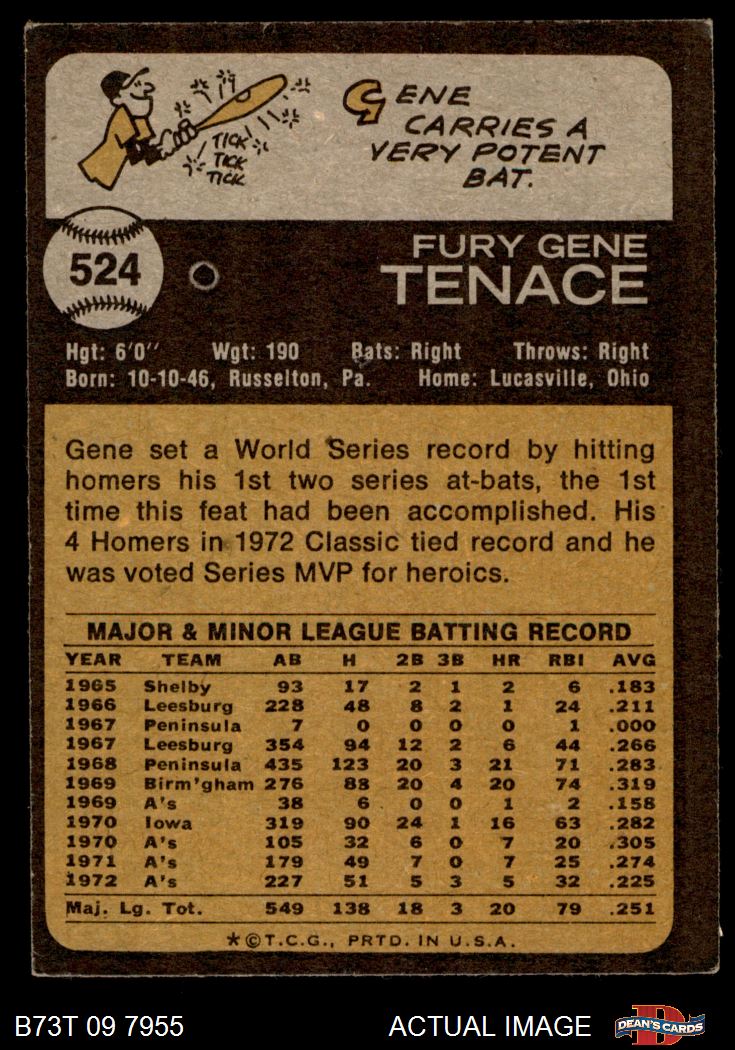 GENE
CARRIES A
VERY POTENT
BAT.
TICK
TICK
TICK
524
FURY GENE
TENACE
Hgt: 6'0'' Wgt: 190 Bats: Right Throws: Right
Born: 10-10-46, Russelton, Pa. Home: Lucasville, Ohio
Gene set a World Series record by hitting
homers his 1st two series at-bats, the 1st
time this feat had been accomplished. His
4 Homers in 1972 Classic tied record and he
was voted Series MVP for heroics.
MAJOR & MINOR LEAGUE BATTING RECORD
YEAR TEAM AB H 2B 3B HR RBI AVG
1965 Shelby 93 17 2 1 2 6 .183
1966 Leesburg 228 48 8 2 1 24 .211
1967 Peninsula 7 0 0 0 0 1 .000
1967 Leesburg 354 94 12 2 6 44 .266
1968 Peninsula 435 123 20 3 21 71 .283
1969 Birm'gham 276 88 20 4 20 74 .319
1969 A's 38 6 0 0 1 2 .158
1970 Iowa 319 90 24 1 16 63 .282
1970 A's 105 32 6 0 7 20 .305
1971 A's 179 49 7 0 7 25 .274
1972 A's 227 51 5 3 5 32 .225
Maj. Lg. Tot. 549 138 18 3 20 79 .251
*©T.C.G., PRTD. IN U.S.A.
B73T 09 7955 ACTUAL IMAGE
D
DEAN'S CARDS